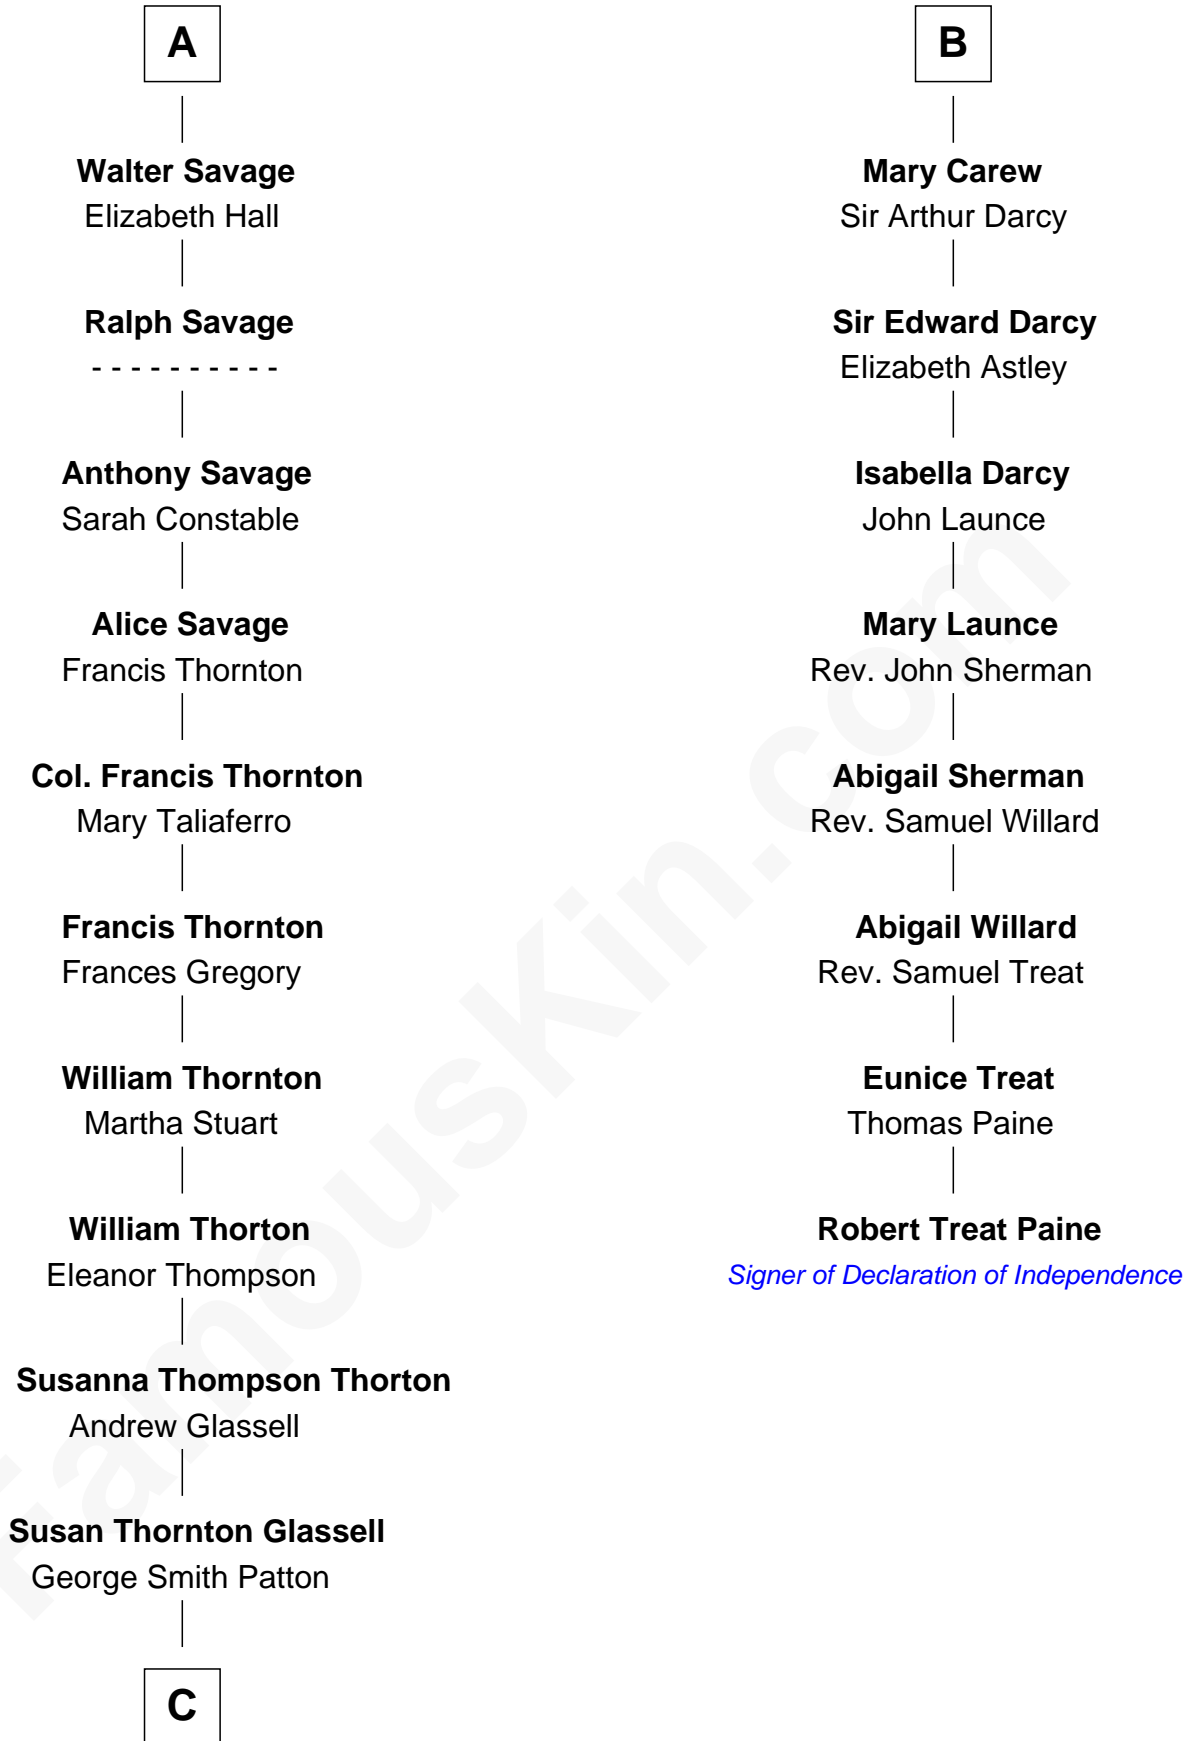 A
Walter Savage
Elizabeth Hall
Ralph Savage
- - - - - - - - - -
Anthony Savage
Sarah Constable
Alice Savage
Francis Thornton
Col. Francis Thornton
Mary Taliaferro
Francis Thornton
Frances Gregory
William Thornton
Martha Stuart
William Thorton
Eleanor Thompson
Susanna Thompson Thorton
Andrew Glassell
Susan Thornton Glassell
George Smith Patton
C
B
Mary Carew
Sir Arthur Darcy
Sir Edward Darcy
Elizabeth Astley
Isabella Darcy
John Launce
Mary Launce
Rev. John Sherman
Abigail Sherman
Rev. Samuel Willard
Abigail Willard
Rev. Samuel Treat
Eunice Treat
Thomas Paine
Robert Treat Paine
Signer of Declaration of Independence
FamousKin.com